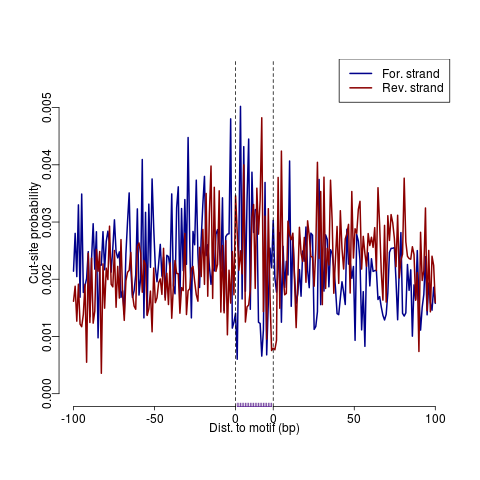 For. strand
Rev. strand
Cut-site probability
0.005
0.004
0.003
0.002
0.001
0.000
-100 -50 0 0 50 100
Dist. to motif (bp)